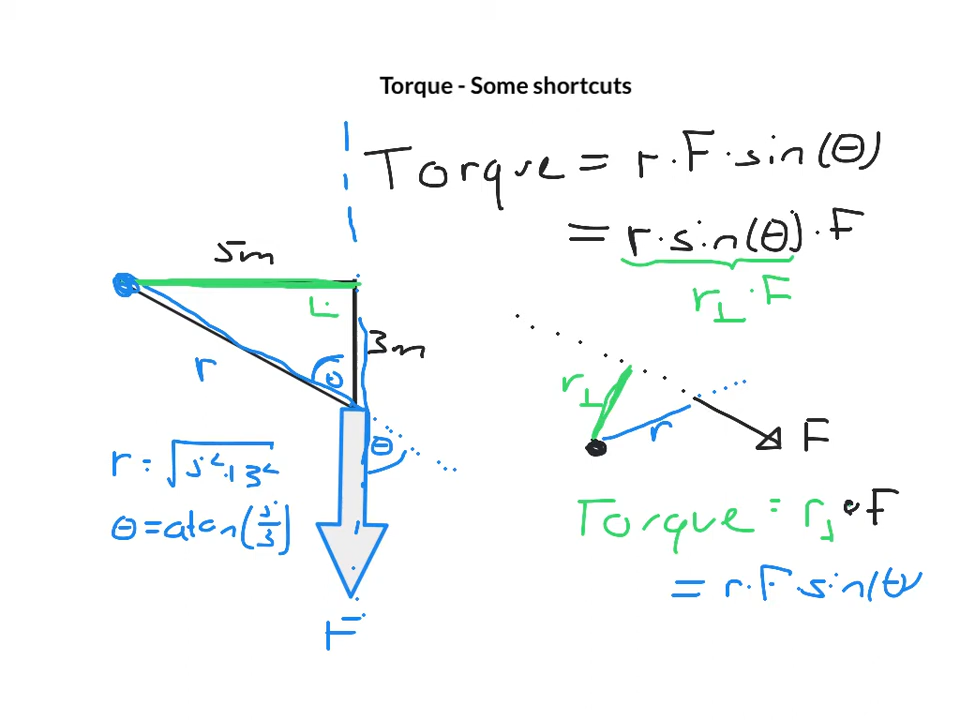 Torque - Some shortcuts
Torque = r·F·sin(θ)
= r·sin(θ)·F
r⊥·F
5m
3m
r
θ
θ
r = √5²+3²
θ = atan(5/3)
F
r⊥
r
F
Torque = r⊥•F
= r·F·sin(θ)